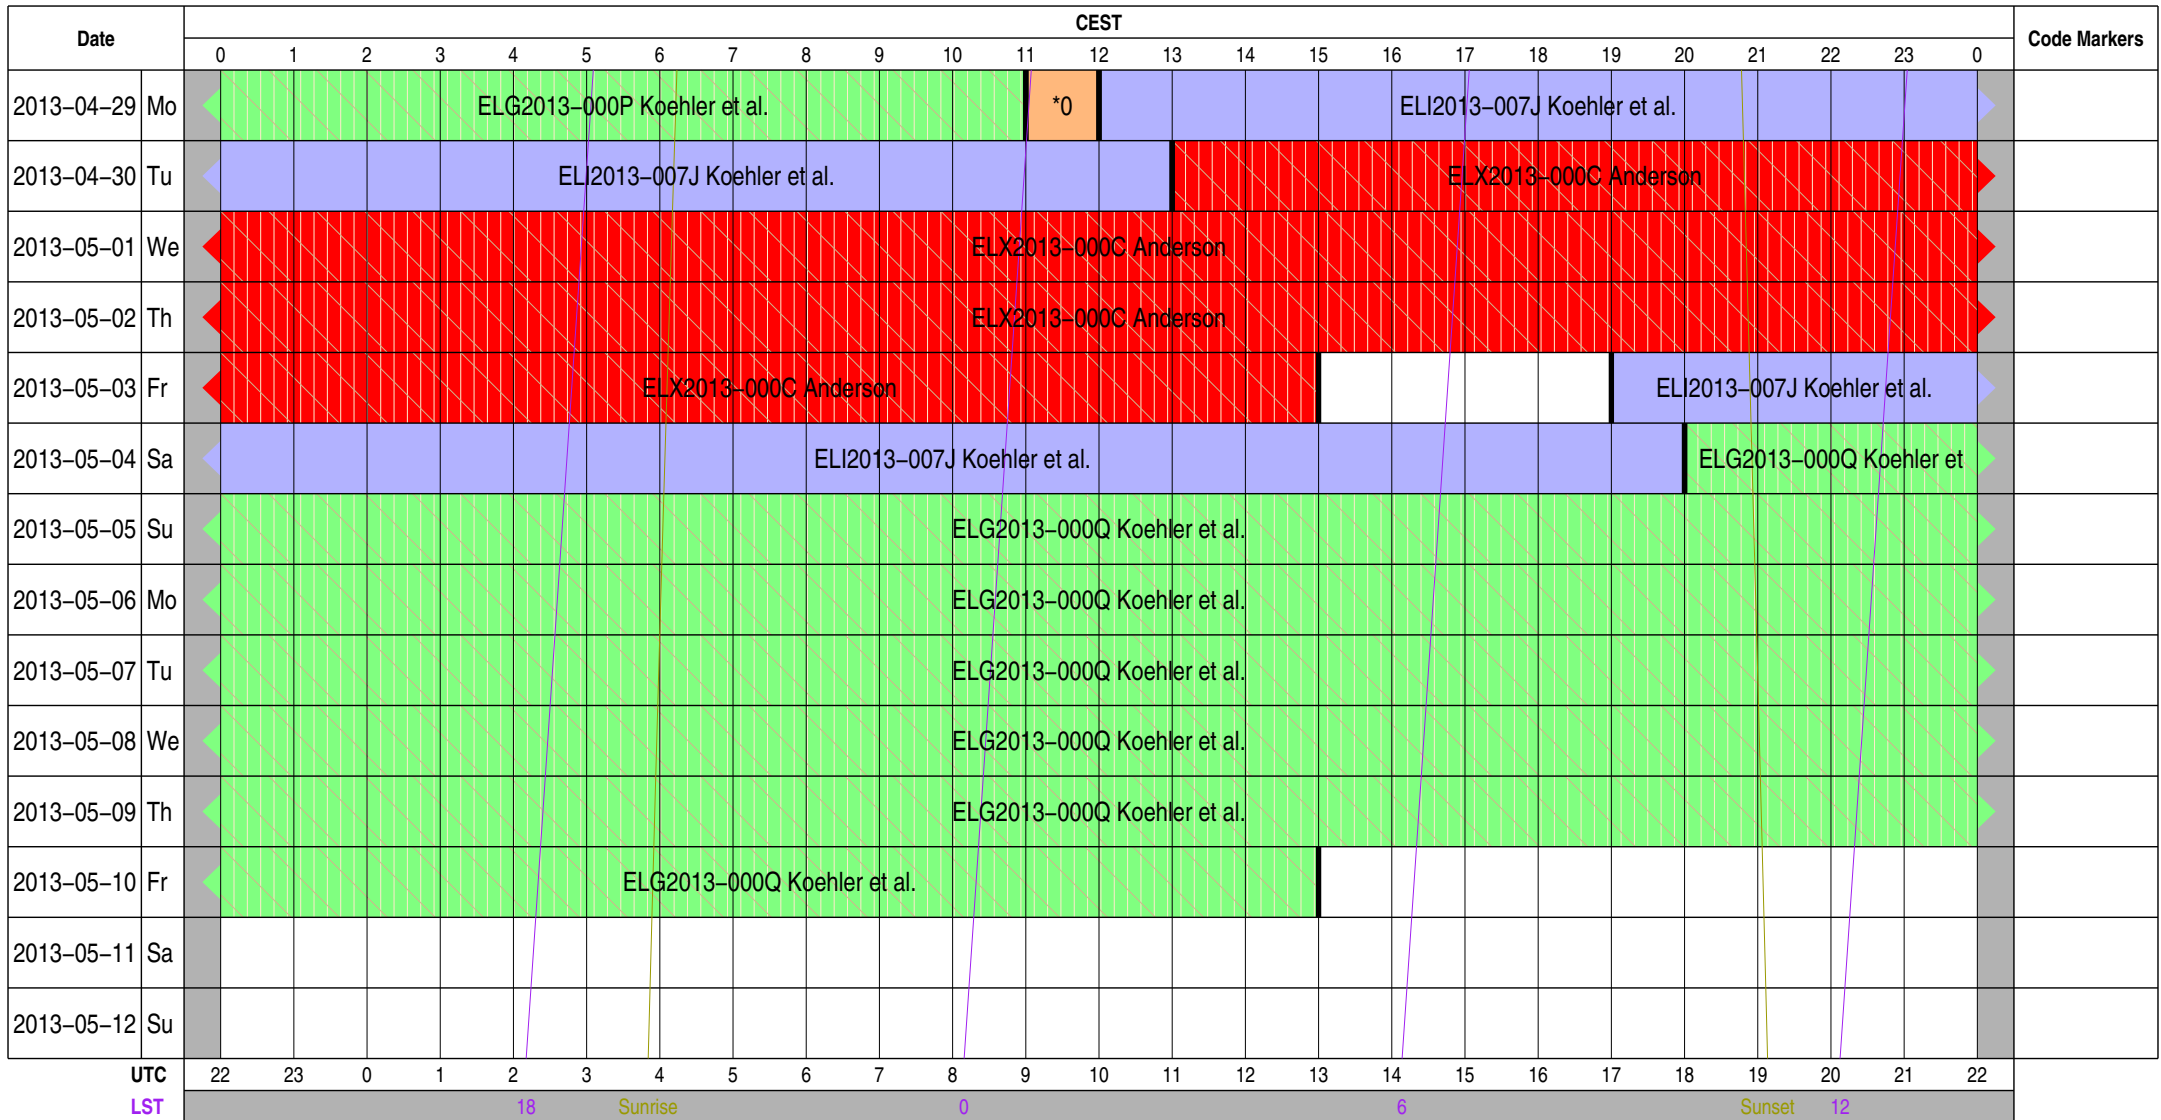 Date CEST Code Markers
0 1 2 3 4 5 6 7 8 9 10 11 12 13 14 15 16 17 18 19 20 21 22 23 0
2013−04−29 Mo ELG2013−000P Koehler et al. *0 ELI2013−007J Koehler et al.
2013−04−30 Tu ELI2013−007J Koehler et al. ELX2013−000C Anderson
2013−05−01 We ELX2013−000C Anderson
2013−05−02 Th ELX2013−000C Anderson
2013−05−03 Fr ELX2013−000C Anderson ELI2013−007J Koehler et al.
2013−05−04 Sa ELI2013−007J Koehler et al. ELG2013−000Q Koehler et
2013−05−05 Su ELG2013−000Q Koehler et al.
2013−05−06 Mo ELG2013−000Q Koehler et al.
2013−05−07 Tu ELG2013−000Q Koehler et al.
2013−05−08 We ELG2013−000Q Koehler et al.
2013−05−09 Th ELG2013−000Q Koehler et al.
2013−05−10 Fr ELG2013−000Q Koehler et al.
2013−05−11 Sa
2013−05−12 Su
UTC 22 23 0 1 2 3 4 5 6 7 8 9 10 11 12 13 14 15 16 17 18 19 20 21 22
LST 18 Sunrise 0 6 Sunset 12